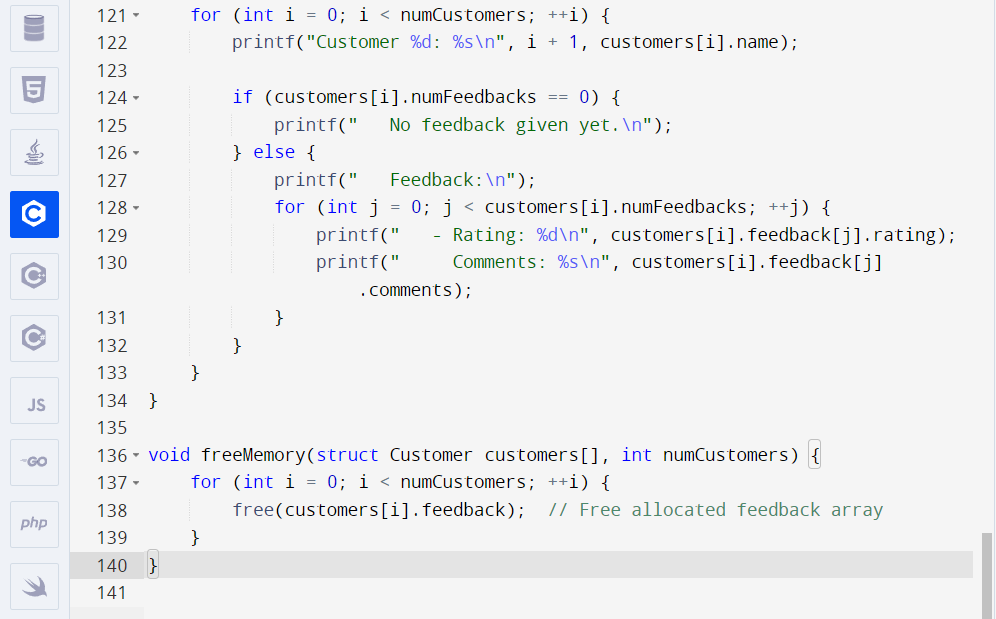 121 for (int i = 0; i < numCustomers; ++i) {
122 printf("Customer %d: %s\n", i + 1, customers[i].name);
123
124 if (customers[i].numFeedbacks == 0) {
125 printf("   No feedback given yet.\n");
126 } else {
127 printf("   Feedback:\n");
128 for (int j = 0; j < customers[i].numFeedbacks; ++j) {
129 printf("   - Rating: %d\n", customers[i].feedback[j].rating);
130 printf("     Comments: %s\n", customers[i].feedback[j]
.comments);
131 }
132 }
133 }
134 }
135
136 void freeMemory(struct Customer customers[], int numCustomers) {
137 for (int i = 0; i < numCustomers; ++i) {
138 free(customers[i].feedback);  // Free allocated feedback array
139 }
140 }
141
5
C
C++
C
JS
GO
php